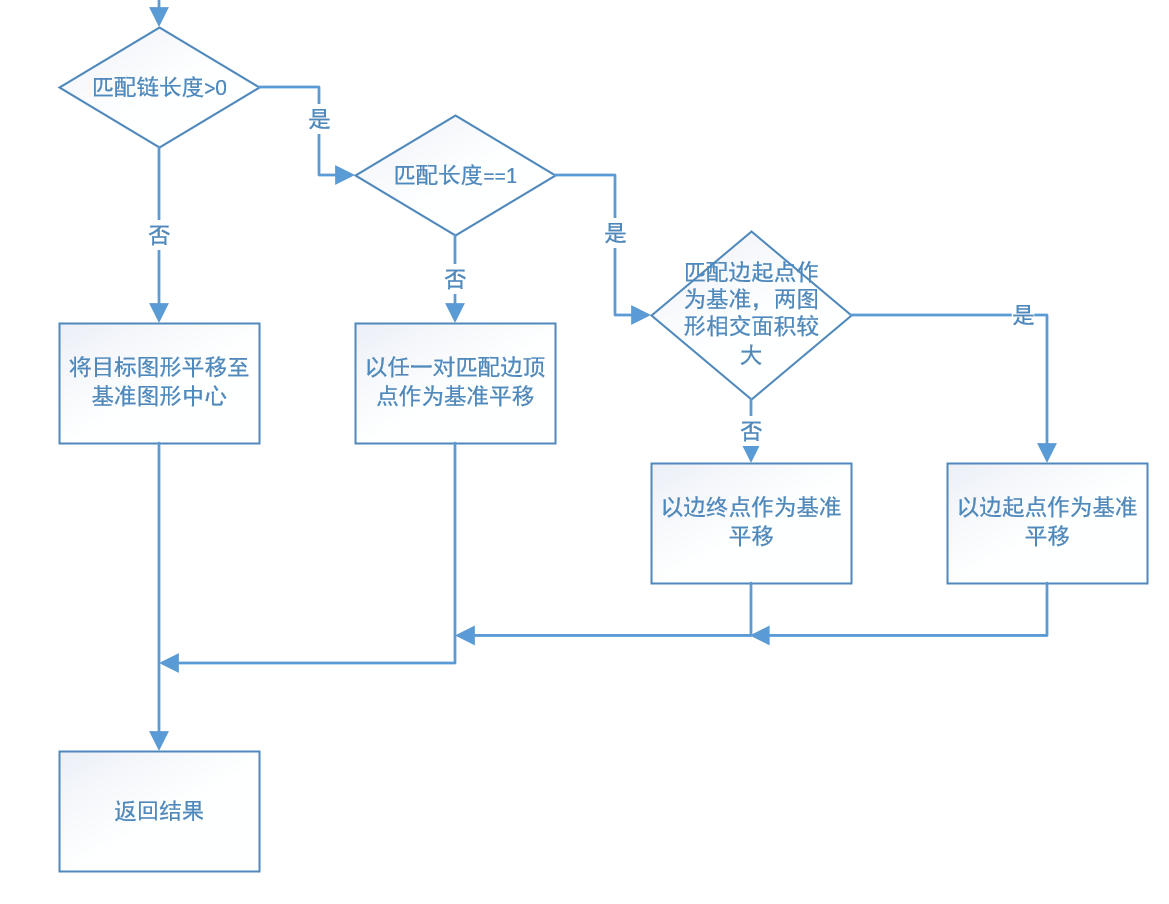 匹配链长度>0
是
匹配长度==1
是
否
否
匹配边起点作
为基准，两图
形相交面积较
大
是
将目标图形平移至
基准图形中心
以任一对匹配边顶
点作为基准平移
否
以边终点作为基准
平移
以边起点作为基准
平移
返回结果